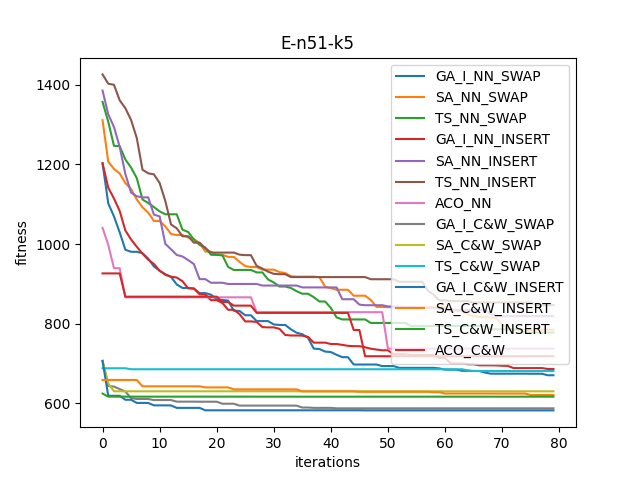 E-n51-k5
1400
1200
1000
800
600
fitness
0 10 20 30 40 50 60 70 80
iterations
GA_I_NN_SWAP
SA_NN_SWAP
TS_NN_SWAP
GA_I_NN_INSERT
SA_NN_INSERT
TS_NN_INSERT
ACO_NN
GA_I_C&W_SWAP
SA_C&W_SWAP
TS_C&W_SWAP
GA_I_C&W_INSERT
SA_C&W_INSERT
TS_C&W_INSERT
ACO_C&W